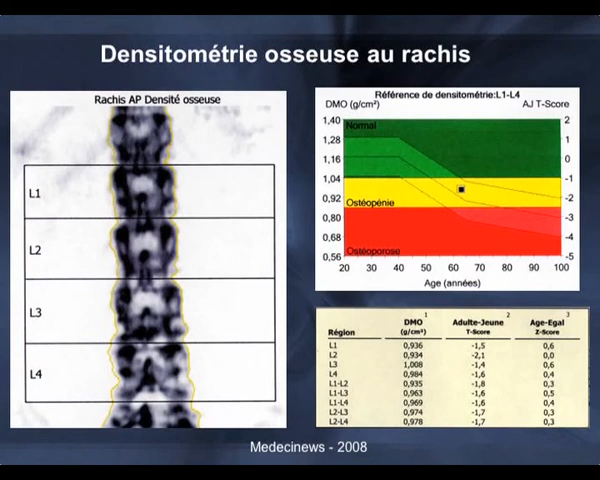 Densitométrie osseuse au rachis
Rachis AP Densité osseuse
L1
L2
L3
L4
Référence de densitométrie:L1-L4
DMO (g/cm²) AJ T-Score
1,40 2
1,28 1
1,16 0
1,04 -1
0,92 -2
0,80 -3
0,68 -4
0,56 -5
Normal
Ostéopénie
Ostéoporose
20 30 40 50 60 70 80 90 100
Age (années)
1 2 3
DMO Adulte-Jeune Age-Egal
Région (g/cm²) T-Score Z-Score
L1 0,936 -1,5 0,6
L2 0,934 -2,1 0,0
L3 1,008 -1,4 0,6
L4 0,984 -1,6 0,4
L1-L2 0,935 -1,8 0,3
L1-L3 0,963 -1,6 0,5
L1-L4 0,969 -1,6 0,4
L2-L3 0,974 -1,7 0,3
L2-L4 0,978 -1,7 0,3
Medecinews - 2008